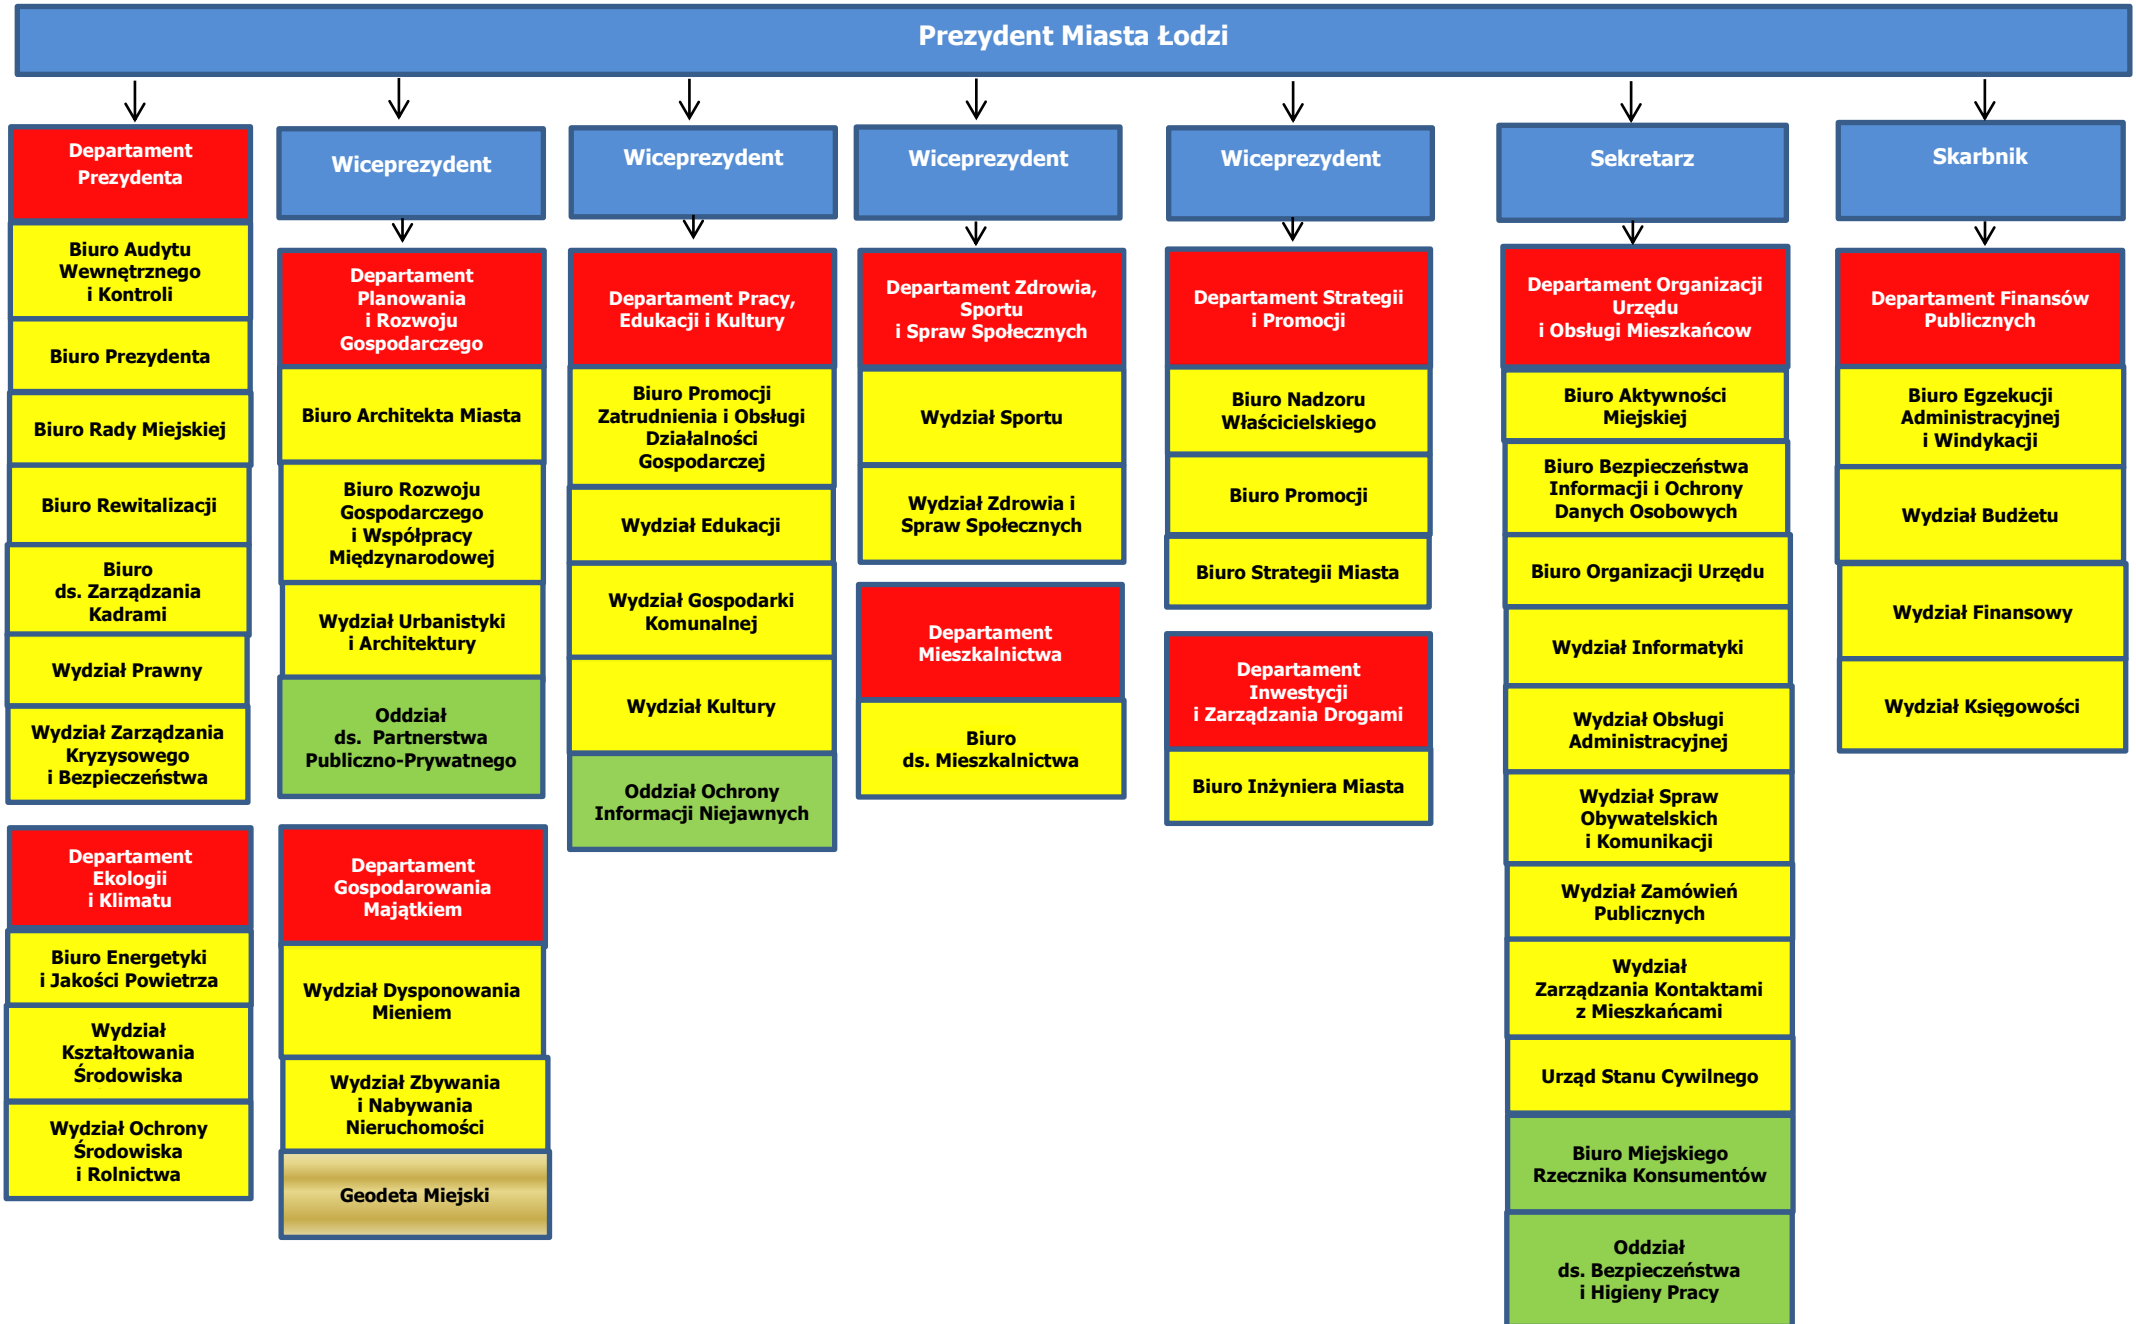 Prezydent Miasta Łodzi
Departament
Prezydenta
Biuro Audytu
Wewnętrznego
i Kontroli
Biuro Prezydenta
Biuro Rady Miejskiej
Biuro Rewitalizacji
Biuro
ds. Zarządzania
Kadrami
Wydział Prawny
Wydział Zarządzania
Kryzysowego
i Bezpieczeństwa
Departament
Ekologii
i Klimatu
Biuro Energetyki
i Jakości Powietrza
Wydział
Kształtowania
Środowiska
Wydział Ochrony
Środowiska
i Rolnictwa
Wiceprezydent
Departament
Planowania
i Rozwoju
Gospodarczego
Biuro Architekta Miasta
Biuro Rozwoju
Gospodarczego
i Współpracy
Międzynarodowej
Wydział Urbanistyki
i Architektury
Oddział
ds. Partnerstwa
Publiczno-Prywatnego
Departament
Gospodarowania
Majątkiem
Wydział Dysponowania
Mieniem
Wydział Zbywania
i Nabywania
Nieruchomości
Geodeta Miejski
Wiceprezydent
Departament Pracy,
Edukacji i Kultury
Biuro Promocji
Zatrudnienia i Obsługi
Działalności
Gospodarczej
Wydział Edukacji
Wydział Gospodarki
Komunalnej
Wydział Kultury
Oddział Ochrony
Informacji Niejawnych
Wiceprezydent
Departament Zdrowia,
Sportu
i Spraw Społecznych
Wydział Sportu
Wydział Zdrowia i
Spraw Społecznych
Departament
Mieszkalnictwa
Biuro
ds. Mieszkalnictwa
Wiceprezydent
Departament Strategii
i Promocji
Biuro Nadzoru
Właścicielskiego
Biuro Promocji
Biuro Strategii Miasta
Departament
Inwestycji
i Zarządzania Drogami
Biuro Inżyniera Miasta
Sekretarz
Departament Organizacji
Urzędu
i Obsługi Mieszkańcow
Biuro Aktywności
Miejskiej
Biuro Bezpieczeństwa
Informacji i Ochrony
Danych Osobowych
Biuro Organizacji Urzędu
Wydział Informatyki
Wydział Obsługi
Administracyjnej
Wydział Spraw
Obywatelskich
i Komunikacji
Wydział Zamówień
Publicznych
Wydział
Zarządzania Kontaktami
z Mieszkańcami
Urząd Stanu Cywilnego
Biuro Miejskiego
Rzecznika Konsumentów
Oddział
ds. Bezpieczeństwa
i Higieny Pracy
Skarbnik
Departament Finansów
Publicznych
Biuro Egzekucji
Administracyjnej
i Windykacji
Wydział Budżetu
Wydział Finansowy
Wydział Księgowości